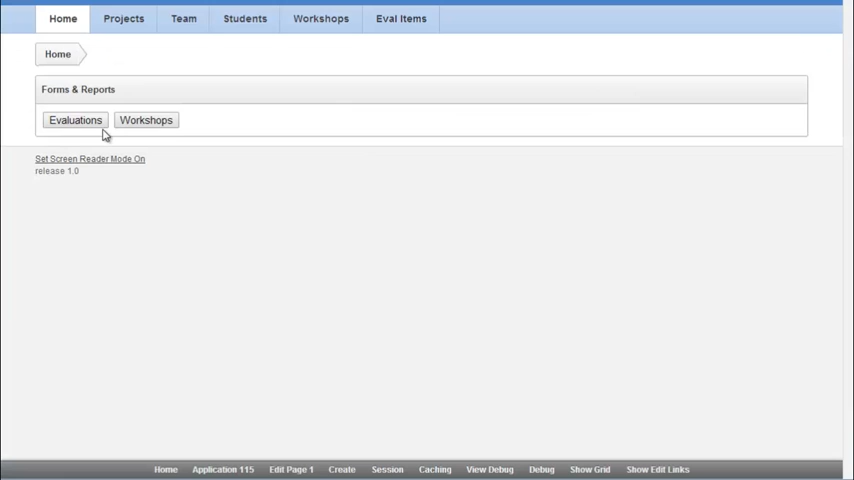 Home Projects Team Students Workshops Eval Items
Home
Forms & Reports
Evaluations Workshops
Set Screen Reader Mode On
release 1.0
Home Application 115 Edit Page 1 Create Session Caching View Debug Debug Show Grid Show Edit Links